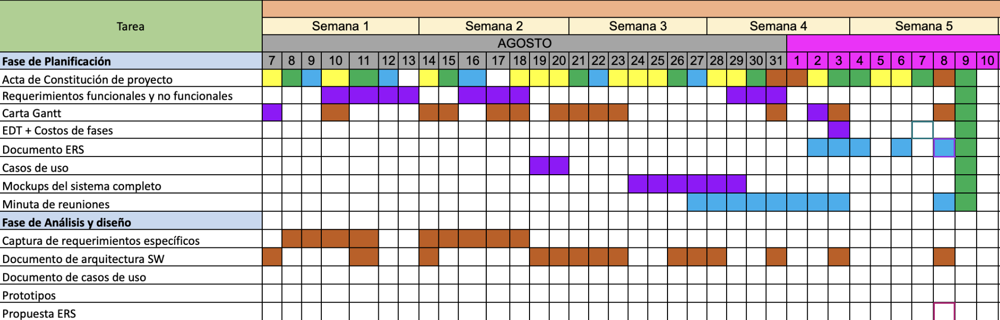 Tarea
Semana 1 Semana 2 Semana 3 Semana 4 Semana 5
AGOSTO
Fase de Planificación 7 8 9 10 11 12 13 14 15 16 17 18 19 20 21 22 23 24 25 26 27 28 29 30 31 1 2 3 4 5 6 7 8 9 10
Acta de Constitución de proyecto
Requerimientos funcionales y no funcionales
Carta Gantt
EDT + Costos de fases
Documento ERS
Casos de uso
Mockups del sistema completo
Minuta de reuniones
Fase de Análisis y diseño
Captura de requerimientos específicos
Documento de arquitectura SW
Documento de casos de uso
Prototipos
Propuesta ERS